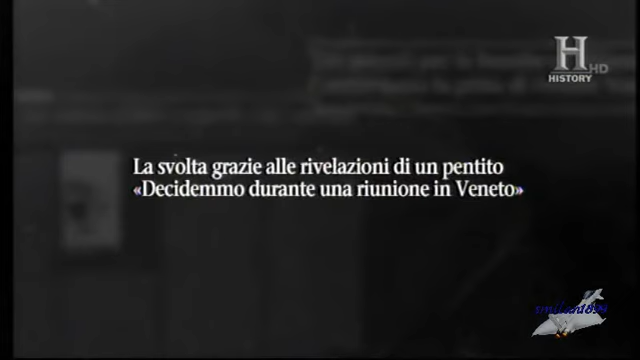 H HD
HISTORY
La svolta grazie alle rivelazioni di un pentito
«Decidemmo durante una riunione in Veneto»